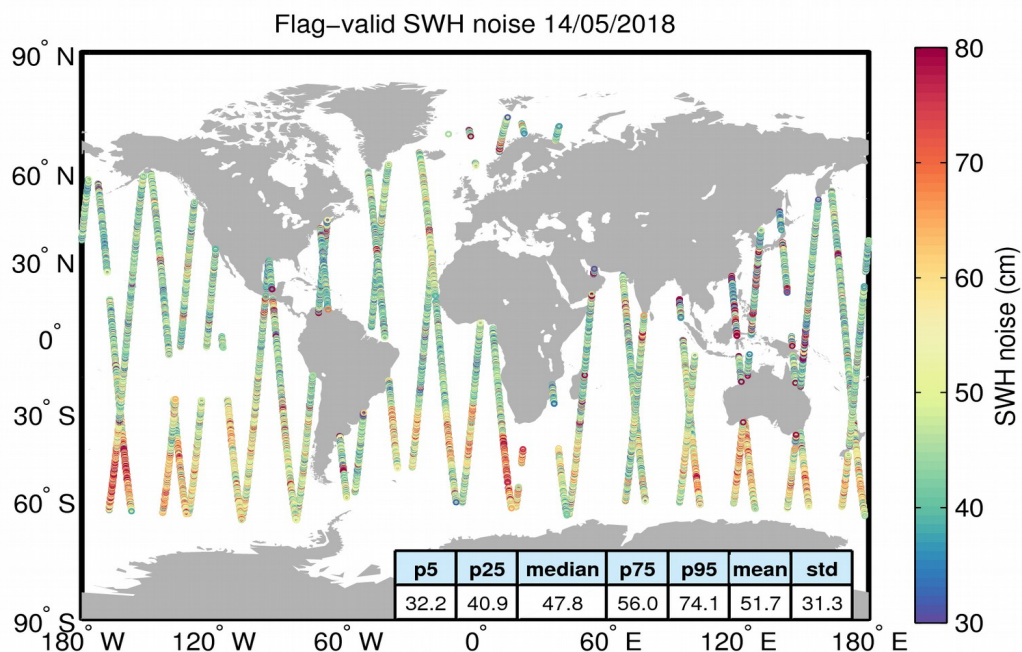 Flag−valid SWH noise 14/05/2018
90° N
60° N
30° N
0°
30° S
60° S
90° S
180° W
120° W
60° W
0°
60° E
120° E
180° E
80
70
60
50
40
30
SWH noise (cm)
p5 p25 median p75 p95 mean std
32.2 40.9 47.8 56.0 74.1 51.7 31.3